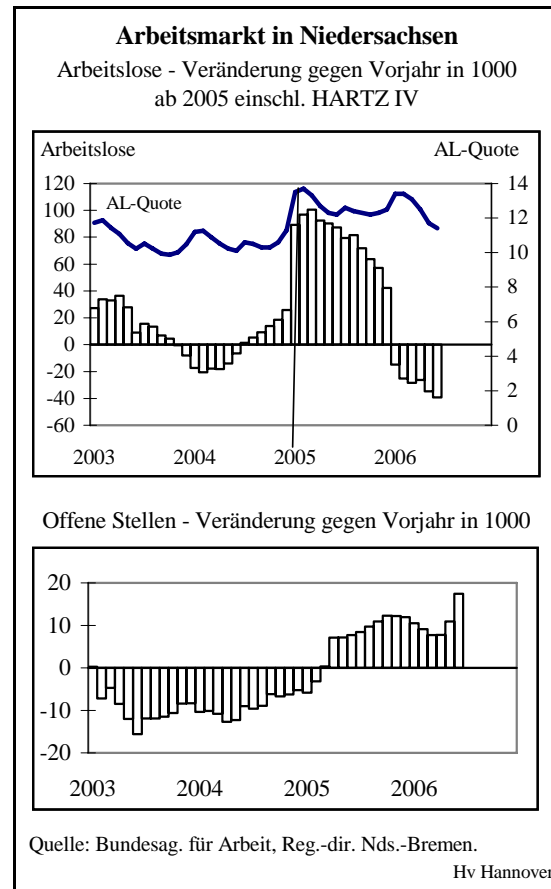 Arbeitsmarkt in Niedersachsen
Arbeitslose - Veränderung gegen Vorjahr in 1000
ab 2005 einschl. HARTZ IV
Arbeitslose AL-Quote
120 14
100 12
80 10
60 8
40
20 6
0 4
-20
-40 2
-60 0
AL-Quote
2003 2004 2005 2006
Offene Stellen - Veränderung gegen Vorjahr in 1000
20
10
0
-10
-20
2003 2004 2005 2006
Quelle: Bundesag. für Arbeit, Reg.-dir. Nds.-Bremen.
Hv Hannover